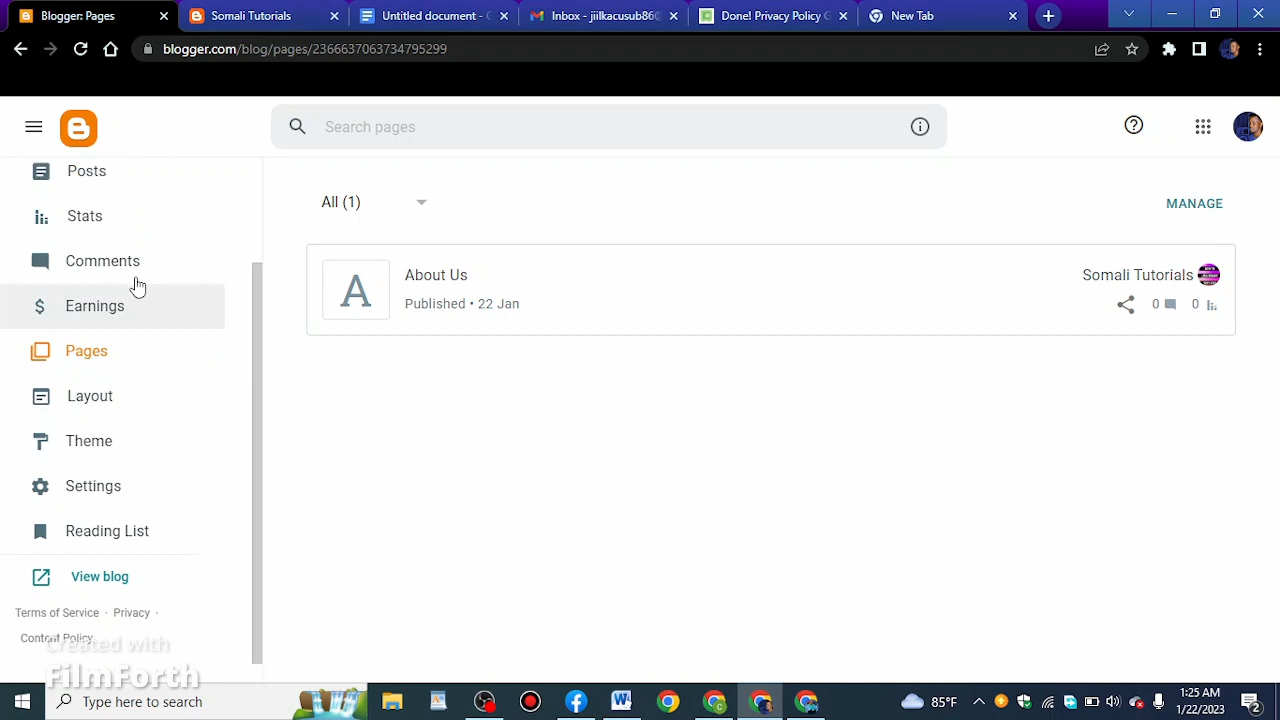 Blogger: Pages
Somali Tutorials
Untitled document - G
Inbox - jiilkacusub86@
Done! Privacy Policy G
New Tab
blogger.com/blog/pages/2366637063734795299
Search pages
Posts
Stats
Comments
Earnings
Pages
Layout
Theme
Settings
Reading List
View blog
Terms of Service · Privacy ·
Content Policy
All (1)
MANAGE
A
About Us
Published • 22 Jan
Somali Tutorials
0
0
Created with
FilmForth
Type here to search
85°F
1:25 AM
1/22/2023
2